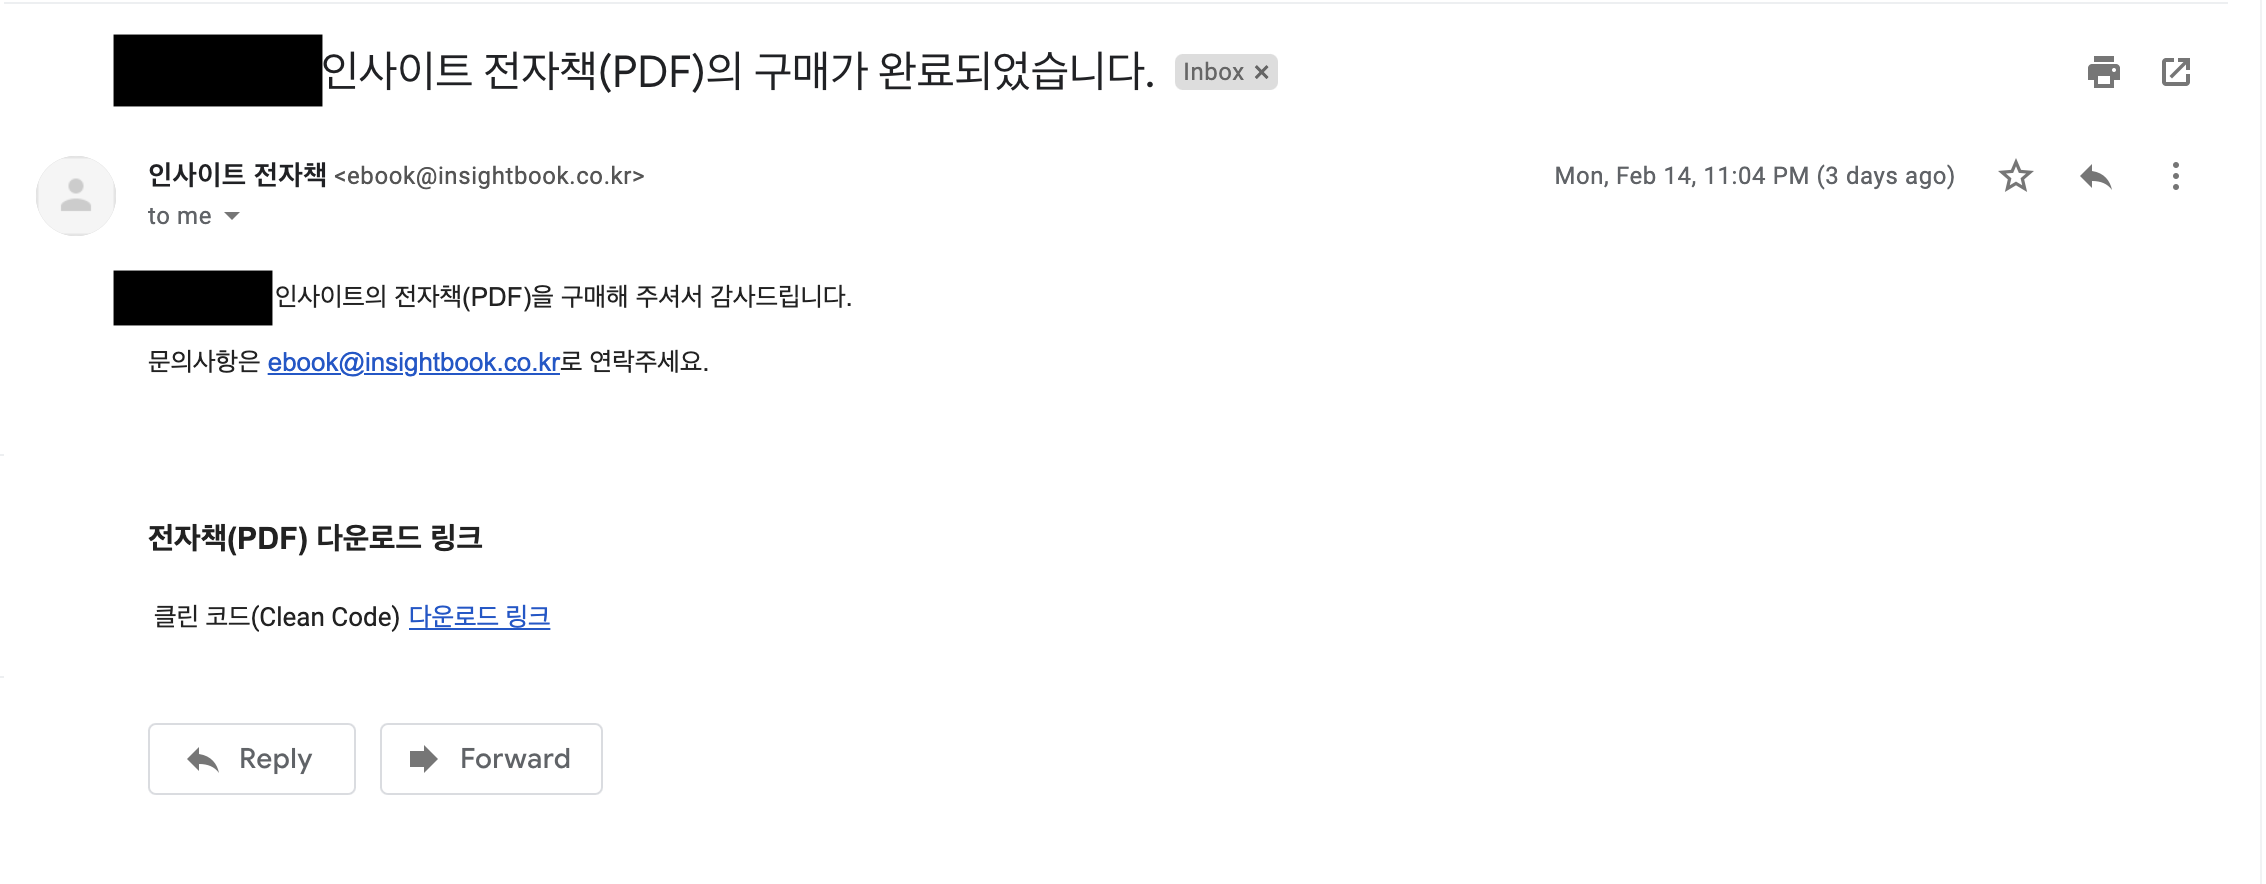 인사이트 전자책(PDF)의 구매가 완료되었습니다. Inbox ×
인사이트 전자책 <ebook@insightbook.co.kr> Mon, Feb 14, 11:04 PM (3 days ago)
to me
인사이트의 전자책(PDF)을 구매해 주셔서 감사드립니다.
문의사항은 ebook@insightbook.co.kr로 연락주세요.
전자책(PDF) 다운로드 링크
클린 코드(Clean Code) 다운로드 링크
Reply Forward